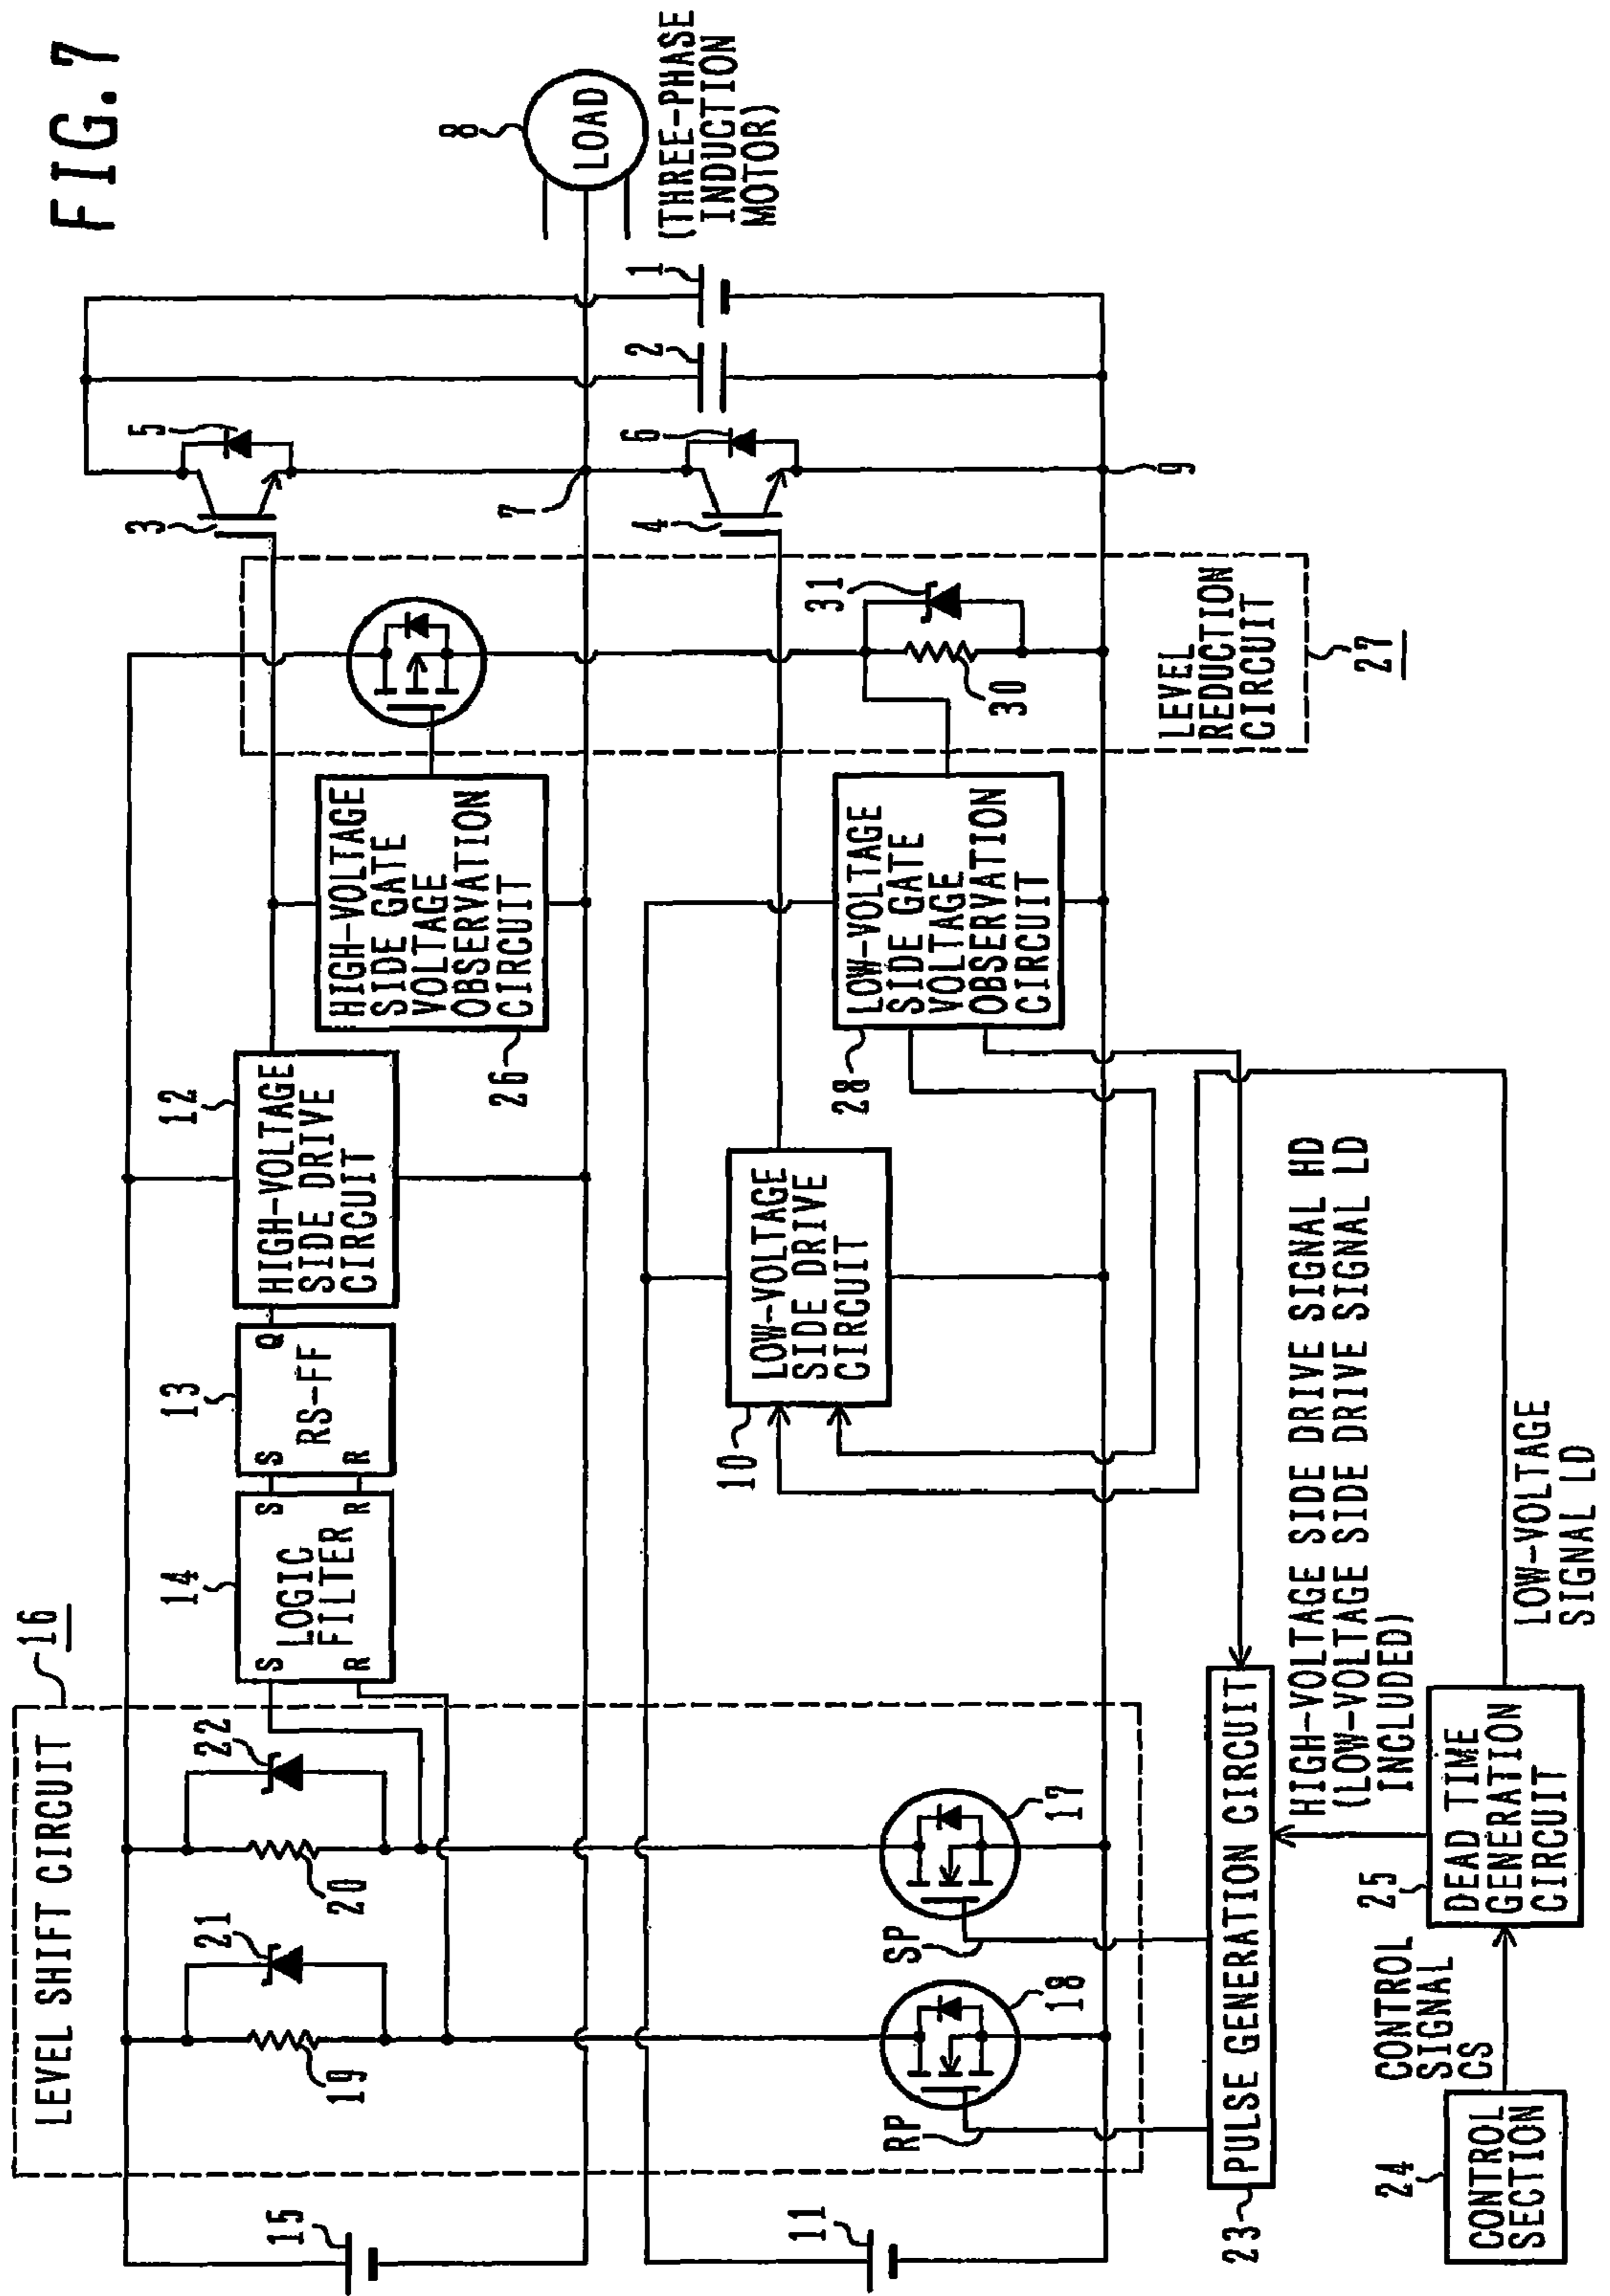 FIG.7
LEVEL SHIFT CIRCUIT
16
15
19
21
20
22
14
S
R
LOGIC
FILTER
S
R
13
S
R
RS-FF
Q
12
HIGH-VOLTAGE
SIDE DRIVE
CIRCUIT
HIGH-VOLTAGE
SIDE GATE
VOLTAGE
OBSERVATION
CIRCUIT
26
3
5
7
8
LOAD
(THREE-PHASE
INDUCTION
MOTOR)
1
2
4
6
9
11
RP
18
SP
17
10
LOW-VOLTAGE
SIDE DRIVE
CIRCUIT
LOW-VOLTAGE
SIDE GATE
VOLTAGE
OBSERVATION
CIRCUIT
28
31
30
LEVEL
REDUCTION
CIRCUIT
27
23
PULSE GENERATION CIRCUIT
HIGH-VOLTAGE SIDE DRIVE SIGNAL HD
(LOW-VOLTAGE SIDE DRIVE SIGNAL LD
INCLUDED)
24
CONTROL
SECTION
CONTROL
SIGNAL
CS
25
DEAD TIME
GENERATION
CIRCUIT
LOW-VOLTAGE
SIGNAL LD